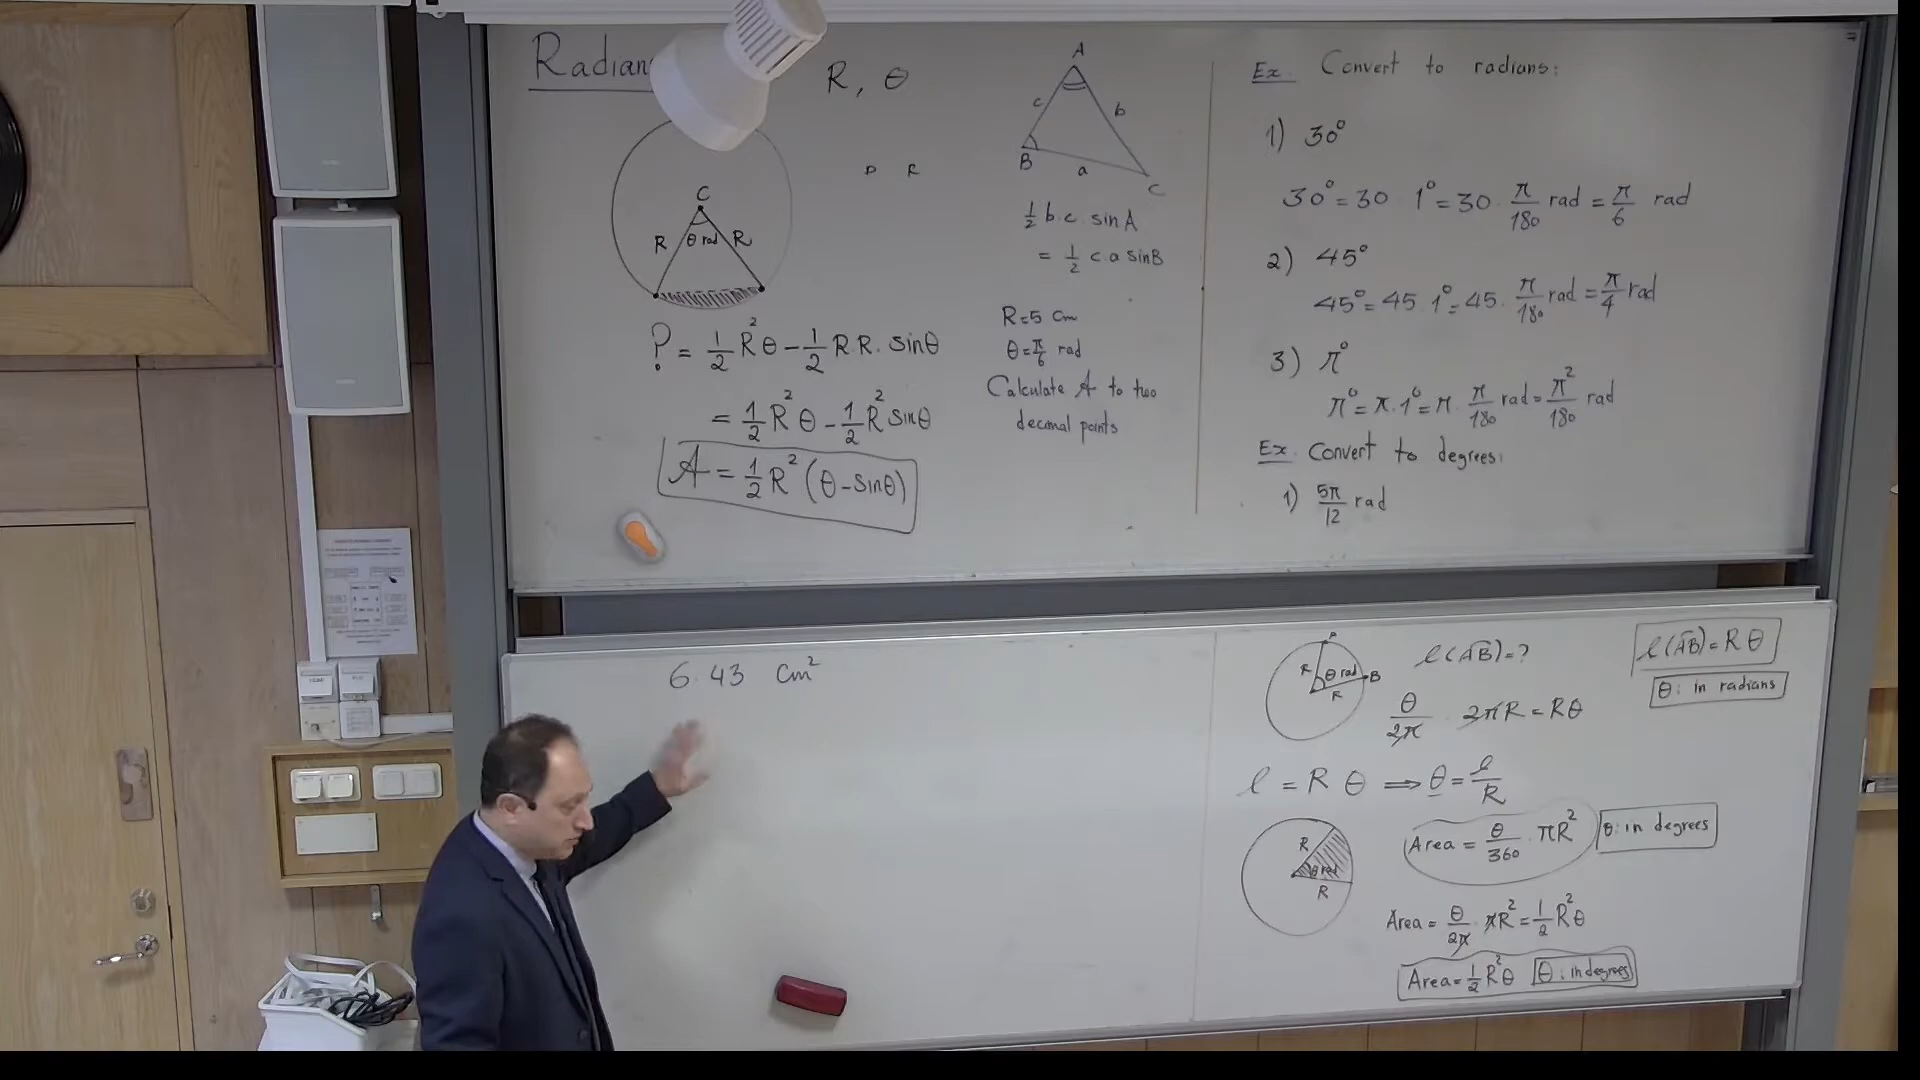 Radian
R, θ
C
R θ rad R
? = 1/2 R² θ - 1/2 R R . sinθ
= 1/2 R² θ - 1/2 R² sinθ
A = 1/2 R² (θ - sinθ)
A
c b
B
a
C
1/2 b.c. sinA
= 1/2 c a sinB
R=5 cm
θ=π/6 rad
Calculate A to two
decimal points
Ex. Convert to radians:
1) 30°
30° = 30 . 1° = 30 . π/180 rad = π/6 rad
2) 45°
45° = 45 . 1° = 45 . π/180 rad = π/4 rad
3) π°
π° = π . 1° = π . π/180 rad = π²/180 rad
Ex. Convert to degrees:
1) 5π/12 rad
6.43 cm²
R θ rad B
R
l(AB) = ?
l(AB) = R θ
θ: in radians
θ/2π . 2πR = Rθ
l = R θ ⟹ θ = l/R
R
θ rad
R
Area = θ/360 . πR²
θ: in degrees
Area = θ/2π . πR² = 1/2 R²θ
Area = 1/2 R²θ θ: in degrees